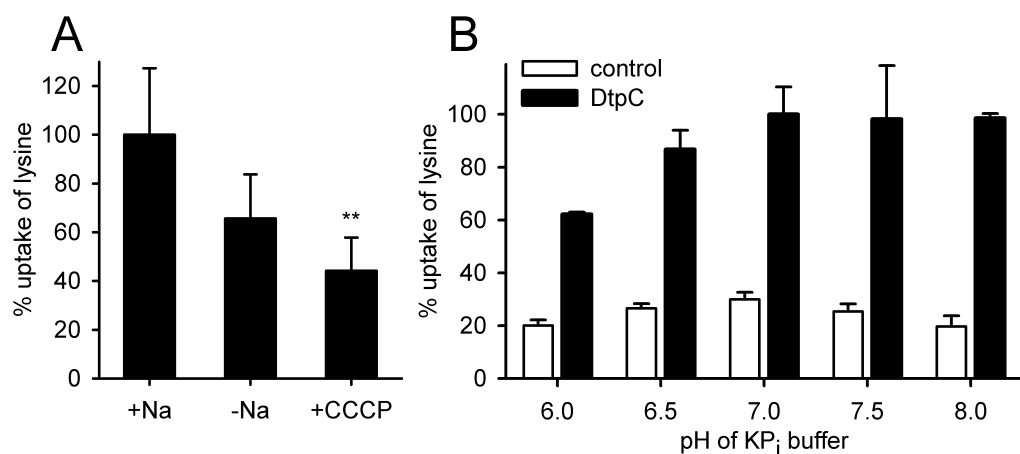 A
% uptake of lysine
120
100
80
60
40
20
0
**
+Na -Na +CCCP
B
control
DtpC
% uptake of lysine
100
80
60
40
20
0
6.0 6.5 7.0 7.5 8.0
pH of KPi buffer